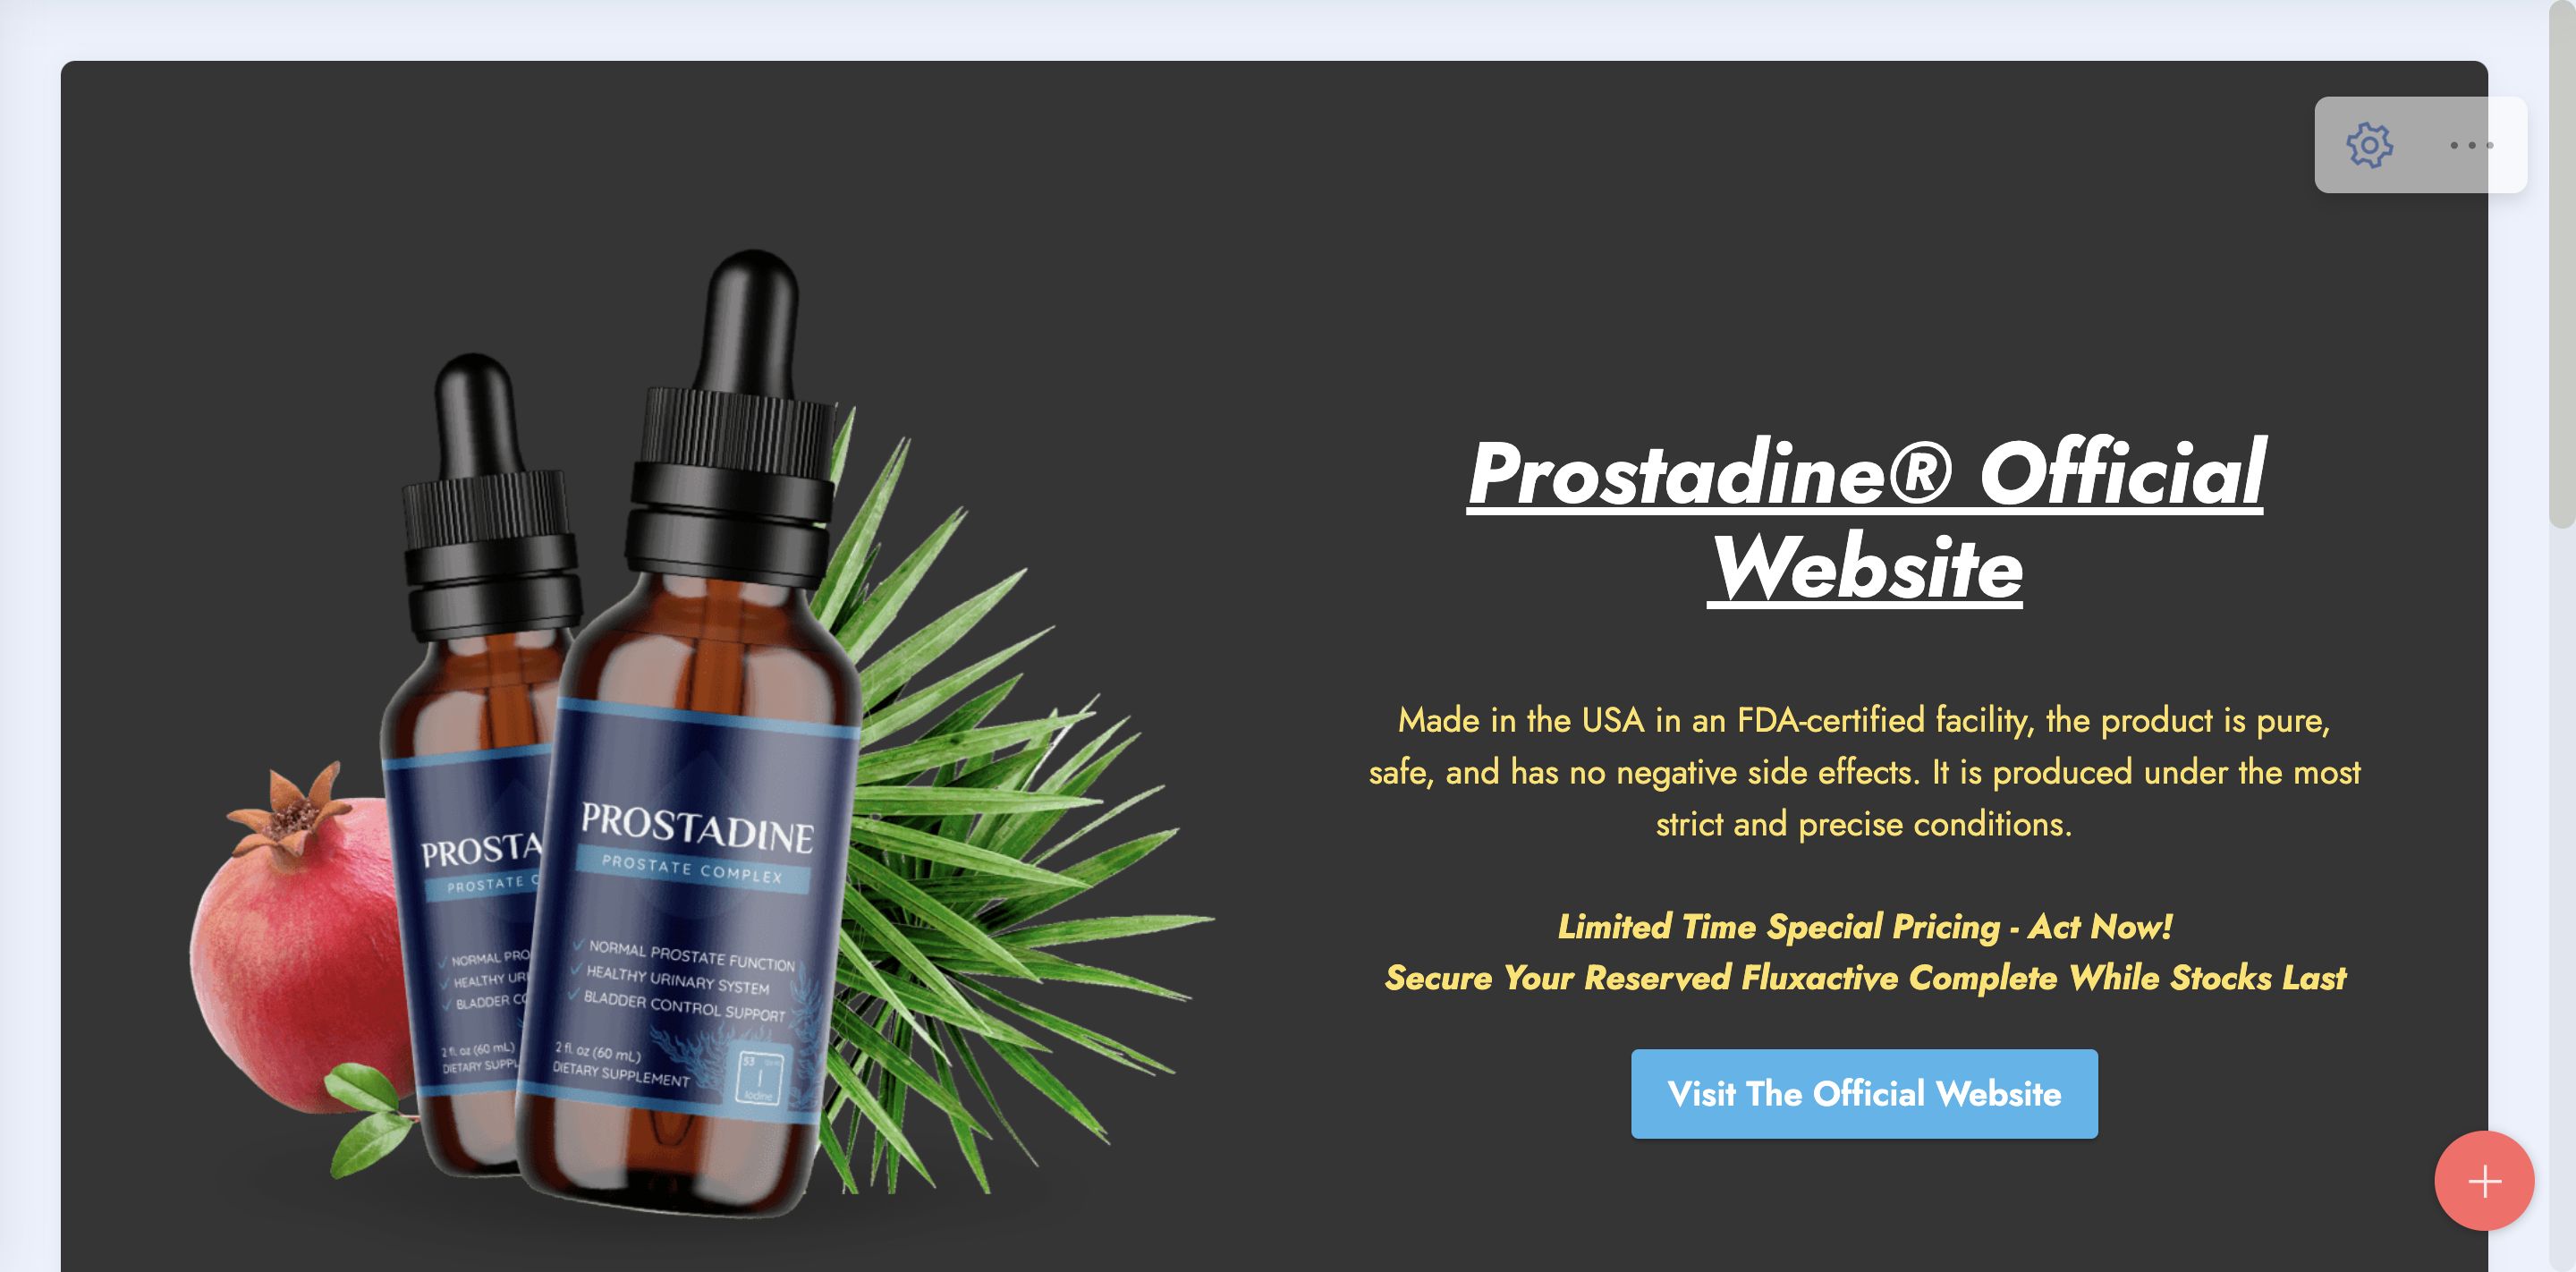 Prostadine® Official
Website
Made in the USA in an FDA-certified facility, the product is pure,
safe, and has no negative side effects. It is produced under the most
strict and precise conditions.
Limited Time Special Pricing - Act Now!
Secure Your Reserved Fluxactive Complete While Stocks Last
Visit The Official Website
PROSTA
PROSTATE C
NORMAL PRO
HEALTHY URI
BLADDER CO
2 fl. oz (60 mL)
DIETARY SUPPL
PROSTADINE
PROSTATE COMPLEX
NORMAL PROSTATE FUNCTION
HEALTHY URINARY SYSTEM
BLADDER CONTROL SUPPORT
2 fl. oz (60 mL)
DIETARY SUPPLEMENT
53
I
Iodine